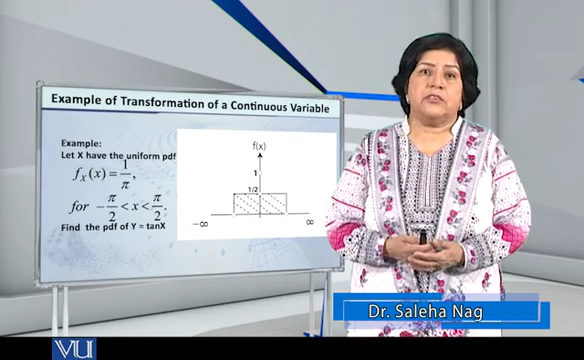 Example of Transformation of a Continuous Variable
Example:
Let X have the uniform pdf
f_X(x) = 1/π,
for −π/2 < x < π/2.
Find the pdf of Y = tanX
f(x)
1
1/2
−∞ ∞
Dr. Saleha Nag
VU